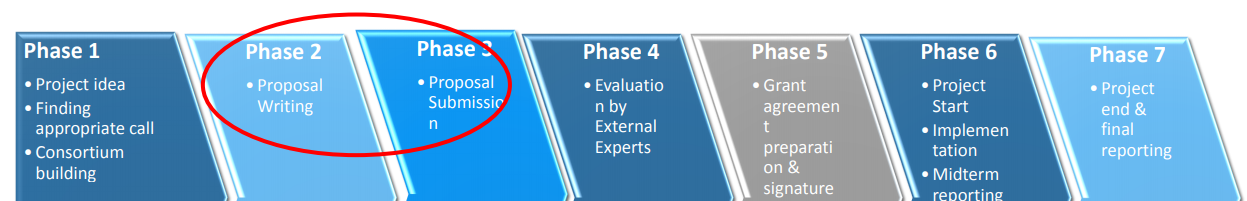 Phase 1
• Project idea
• Finding
appropriate call
• Consortium
building
Phase 2
• Proposal
Writing
Phase 3
• Proposal
Submissio
n
Phase 4
• Evaluatio
n by
External
Experts
Phase 5
• Grant
agreemen
t
preparati
on &
signature
Phase 6
• Project
Start
• Implemen
tation
• Midterm
reporting
Phase 7
• Project
end &
final
reporting